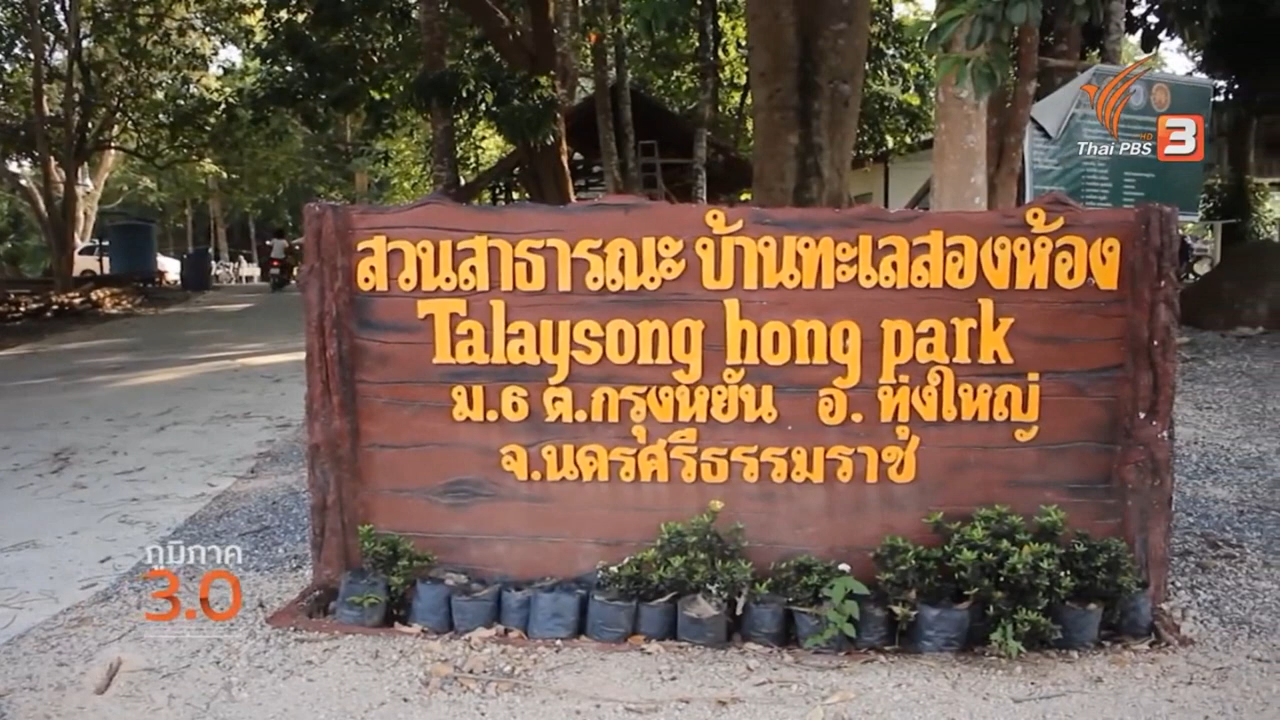 HD
Thai PBS 3
สวนสาธารณะ บ้านทะเลสองห้อง
Talaysong hong park
ม.6 ต.กรุงหยัน อ. ทุ่งใหญ่
จ.นครศรีธรรมราช
ภูมิภาค
3.0